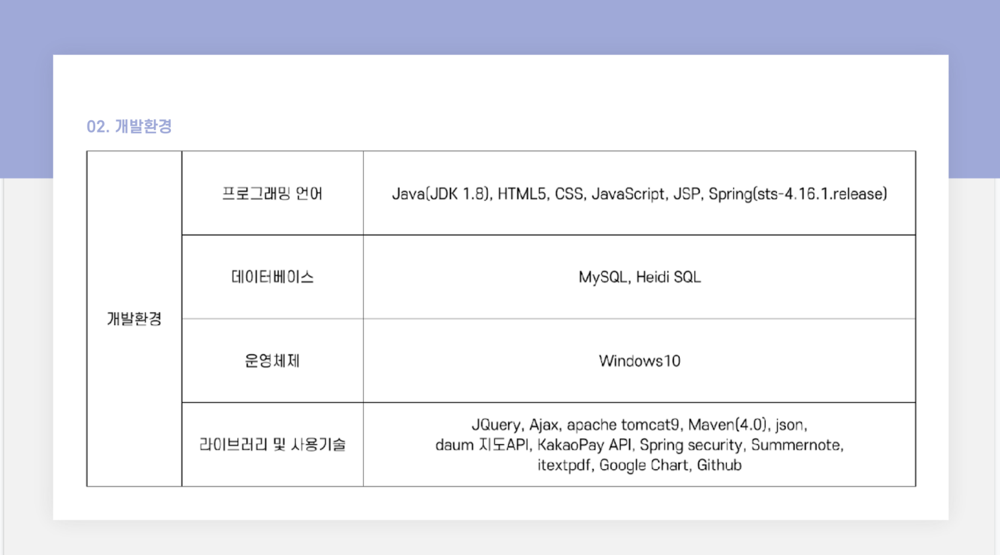 02. 개발환경
개발환경
프로그래밍 언어
Java(JDK 1.8), HTML5, CSS, JavaScript, JSP, Spring(sts-4.16.1.release)
데이터베이스
MySQL, Heidi SQL
운영체제
Windows10
라이브러리 및 사용기술
JQuery, Ajax, apache tomcat9, Maven(4.0), json,
daum 지도API, KakaoPay API, Spring security, Summernote,
itextpdf, Google Chart, Github